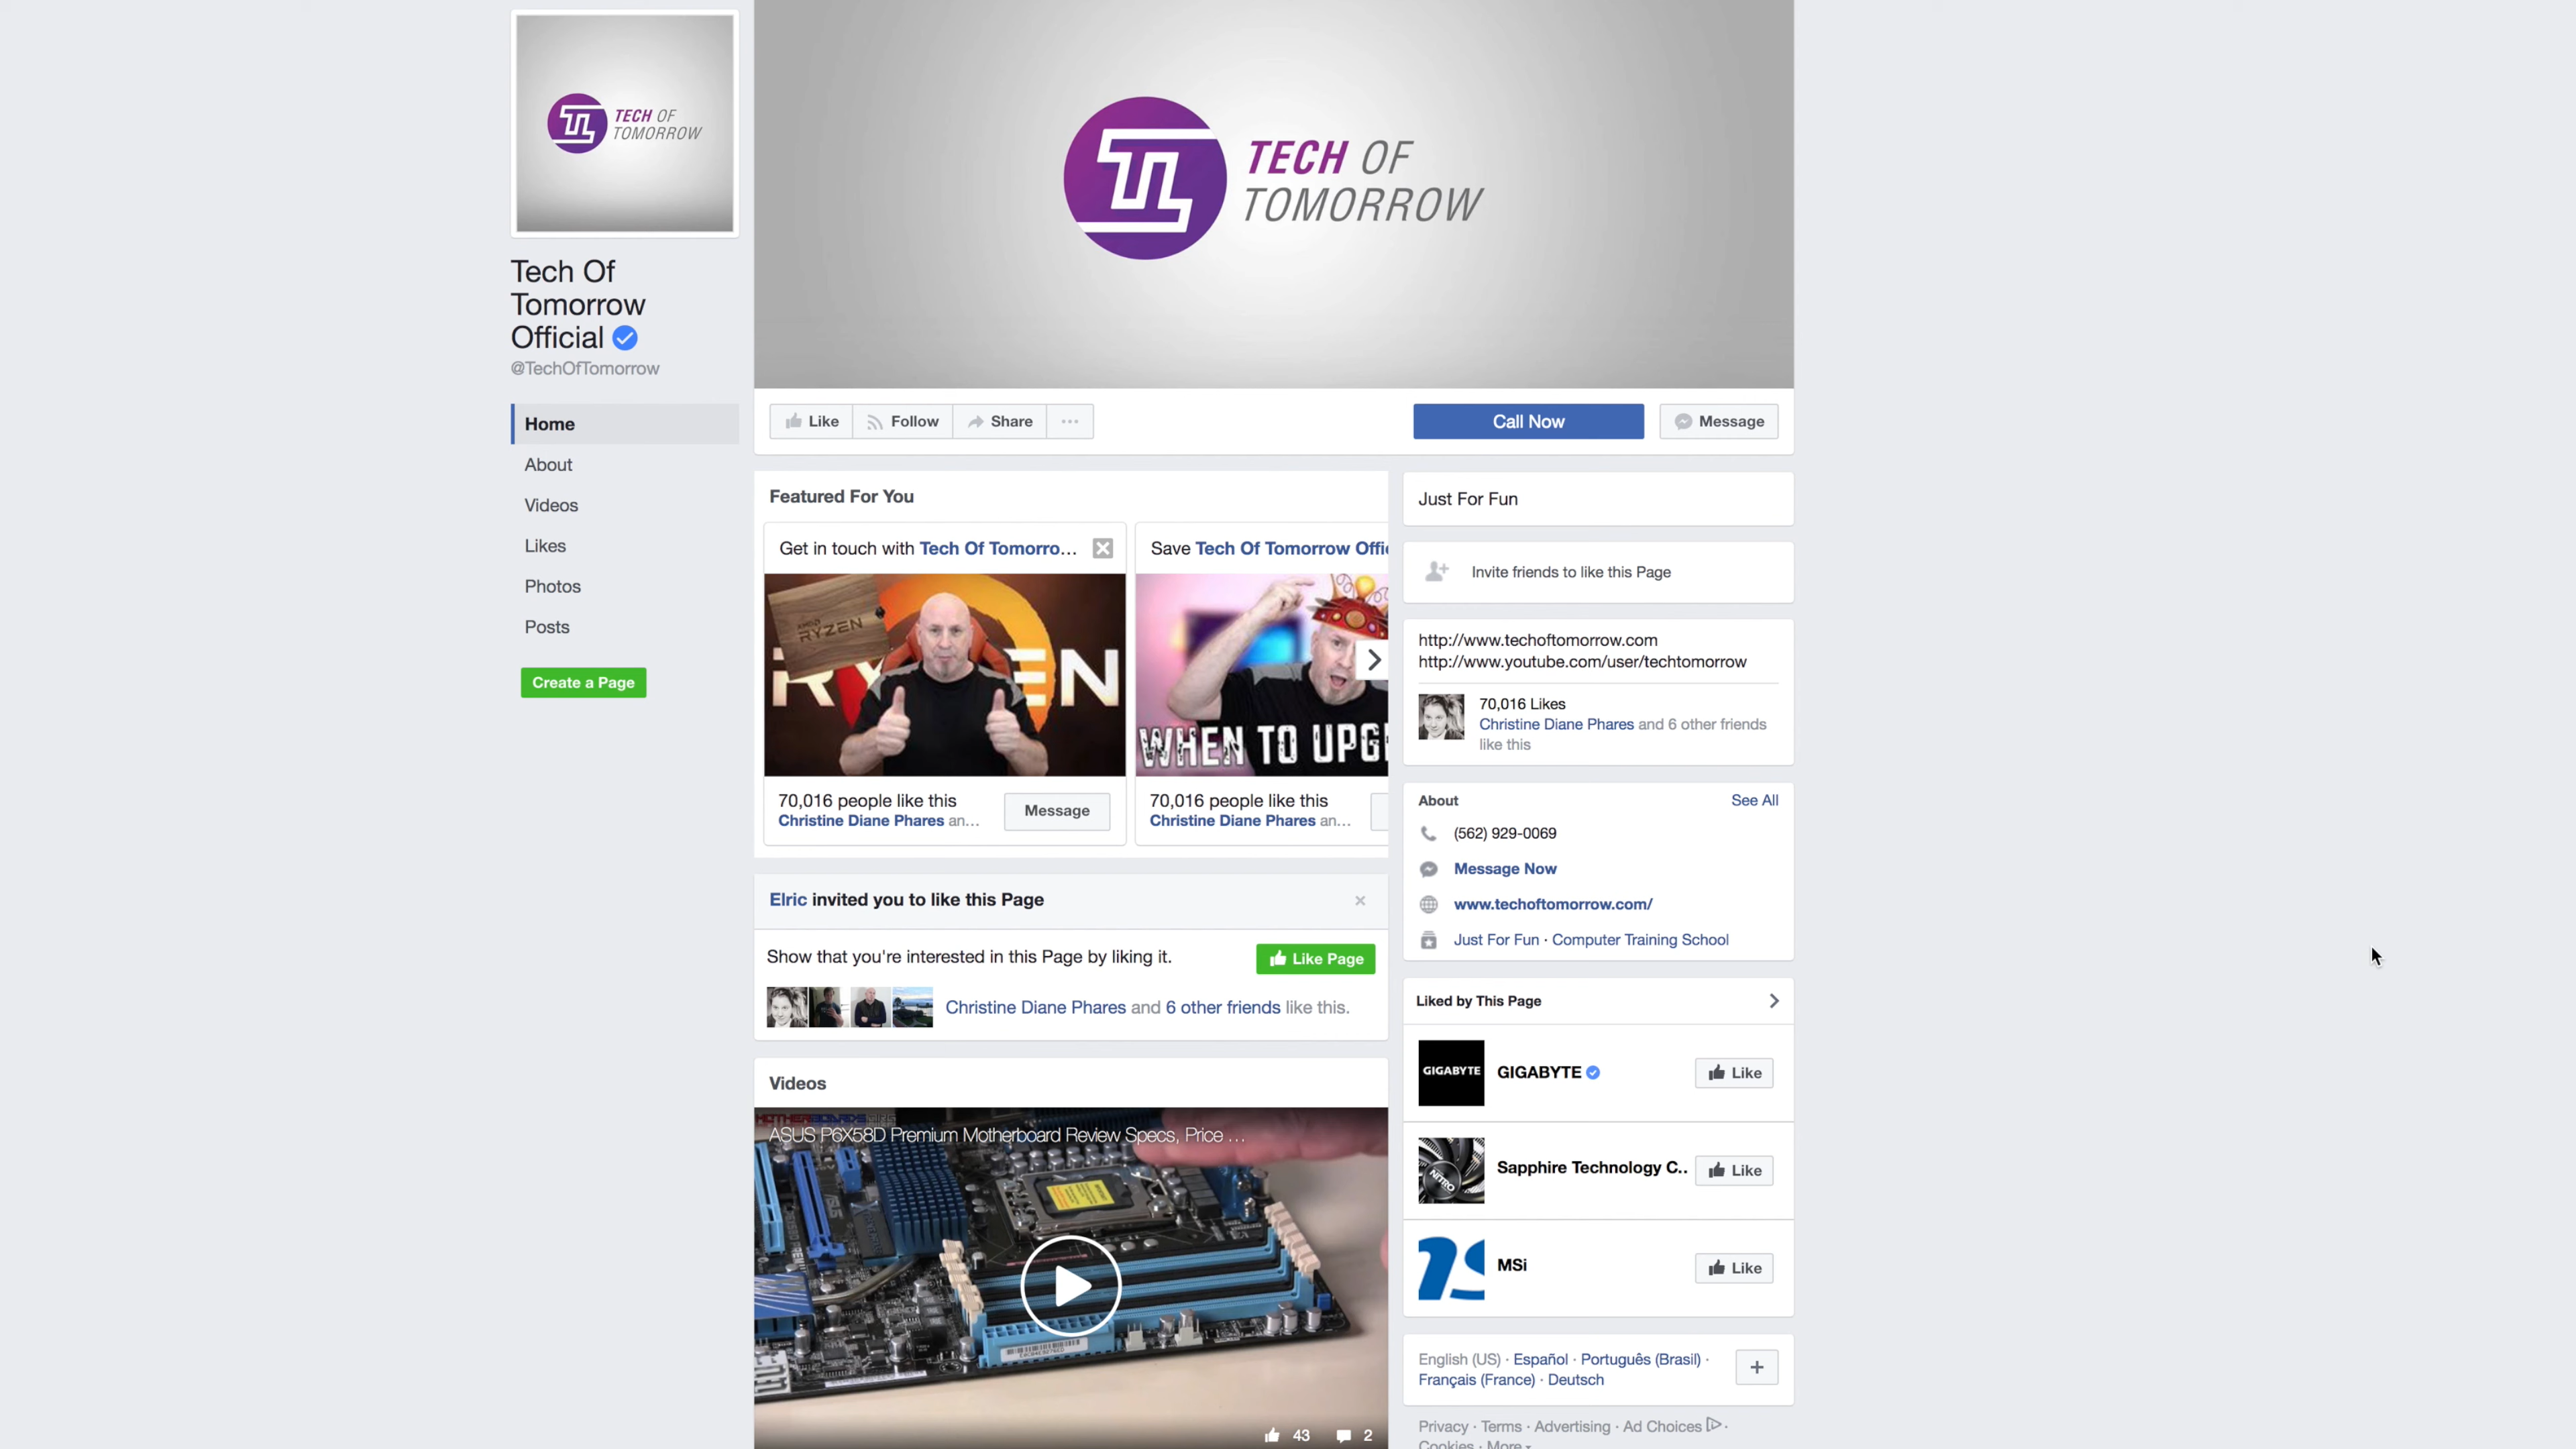 TECH OF
TOMORROW
Tech Of
Tomorrow
Official
@TechOfTomorrow
Home
About
Videos
Likes
Photos
Posts
Create a Page
TECH OF
TOMORROW
Like
Follow
Share
Call Now
Message
Featured For You
Get in touch with Tech Of Tomorro...
AMD
RYZEN
RYZEN
70,016 people like this
Christine Diane Phares an...
Message
Save Tech Of Tomorrow Offi
WHEN TO UPG
70,016 people like this
Christine Diane Phares an...
Elric invited you to like this Page
Show that you're interested in this Page by liking it.
Like Page
Christine Diane Phares and 6 other friends like this.
Videos
ASUS P6X58D Premium Motherboard Review Specs, Price ...
43
2
Just For Fun
Invite friends to like this Page
http://www.techoftomorrow.com
http://www.youtube.com/user/techtomorrow
70,016 Likes
Christine Diane Phares and 6 other friends
like this
About
See All
(562) 929-0069
Message Now
www.techoftomorrow.com/
Just For Fun · Computer Training School
Liked by This Page
GIGABYTE
GIGABYTE
Like
NITRO
Sapphire Technology C..
Like
MSi
Like
English (US) · Español · Português (Brasil) ·
Français (France) · Deutsch
Privacy · Terms · Advertising · Ad Choices ·
Cookies · More